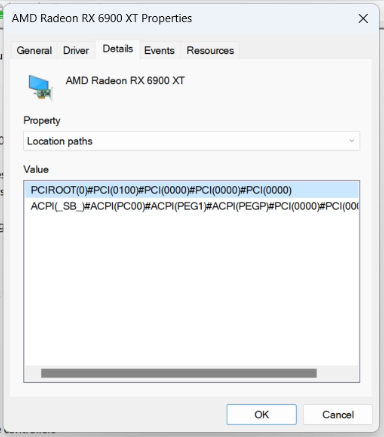 AMD Radeon RX 6900 XT Properties
General Driver Details Events Resources
AMD Radeon RX 6900 XT
Property
Location paths
Value
PCIROOT(0)#PCI(0100)#PCI(0000)#PCI(0000)#PCI(0000)
ACPI(_SB_)#ACPI(PC00)#ACPI(PEG1)#ACPI(PEGP)#PCI(0000)#PCI(000
OK Cancel